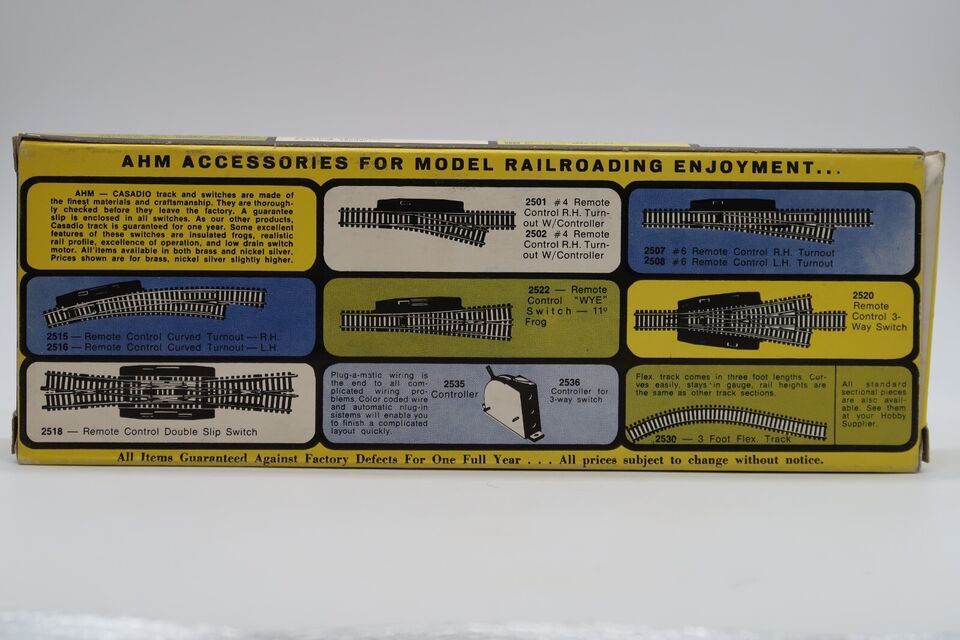 AHM ACCESSORIES FOR MODEL RAILROADING ENJOYMENT...
AHM — CASADIO track and switches are made of
the finest materials and craftsmanship. They are thorough-
ly checked before they leave the factory. A guarantee
slip is enclosed in all switches. As our other products,
Casadio track is guaranteed for one year. Some excellent
features of these switches are insulated frogs, realistic
rail profile, excellence of operation, and low drain switch
motor. All items available in both brass and nickel silver.
Prices shown are for brass, nickel silver slightly higher.
2501 #4 Remote
Control R.H. Turn-
out W/Controller
2502 #4 Remote
Control R.H. Turn-
out W/Controller
2507 #6 Remote Control R.H. Turnout
2508 #6 Remote Control L.H. Turnout
2515 — Remote Control Curved Turnout — R.H.
2516 — Remote Control Curved Turnout — L.H.
2522 — Remote
Control "WYE"
Switch — 11º
Frog
2520
Remote
Control 3-
Way Switch
2518 — Remote Control Double Slip Switch
Plug-a-matic wiring is
the end to all com-
plicated wiring pro-
blems. Color coded wire
and automatic plug-in
sistems will enable you
to finish a complicated
layout quickly.
2535
Controller
2536
Controller for
3-way switch
Flex. track comes in three foot lengths. Cur-
ves easily, stays in gauge, rail heights are
the same as other track sections.
2530 — 3 Foot Flex. Track
All standard
sectional pieces
are also avail-
able. See them
at your Hobby
Supplier.
All Items Guaranteed Against Factory Defects For One Full Year . . . All prices subject to change without notice.